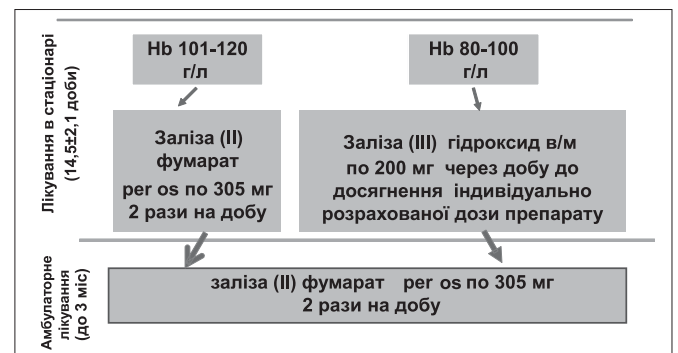 Лікування в стаціонарі
(14,5±2,1 доби)
Hb 101-120
г/л
Hb 80-100
г/л
Заліза (II)
фумарат
per os по 305 мг
2 рази на добу
Заліза (III) гідроксид в/м
по 200 мг через добу до
досягнення індивідуально
розрахованої дози препарату
Амбулаторне
лікування
(до 3 міс)
заліза (II) фумарат per os по 305 мг
2 рази на добу